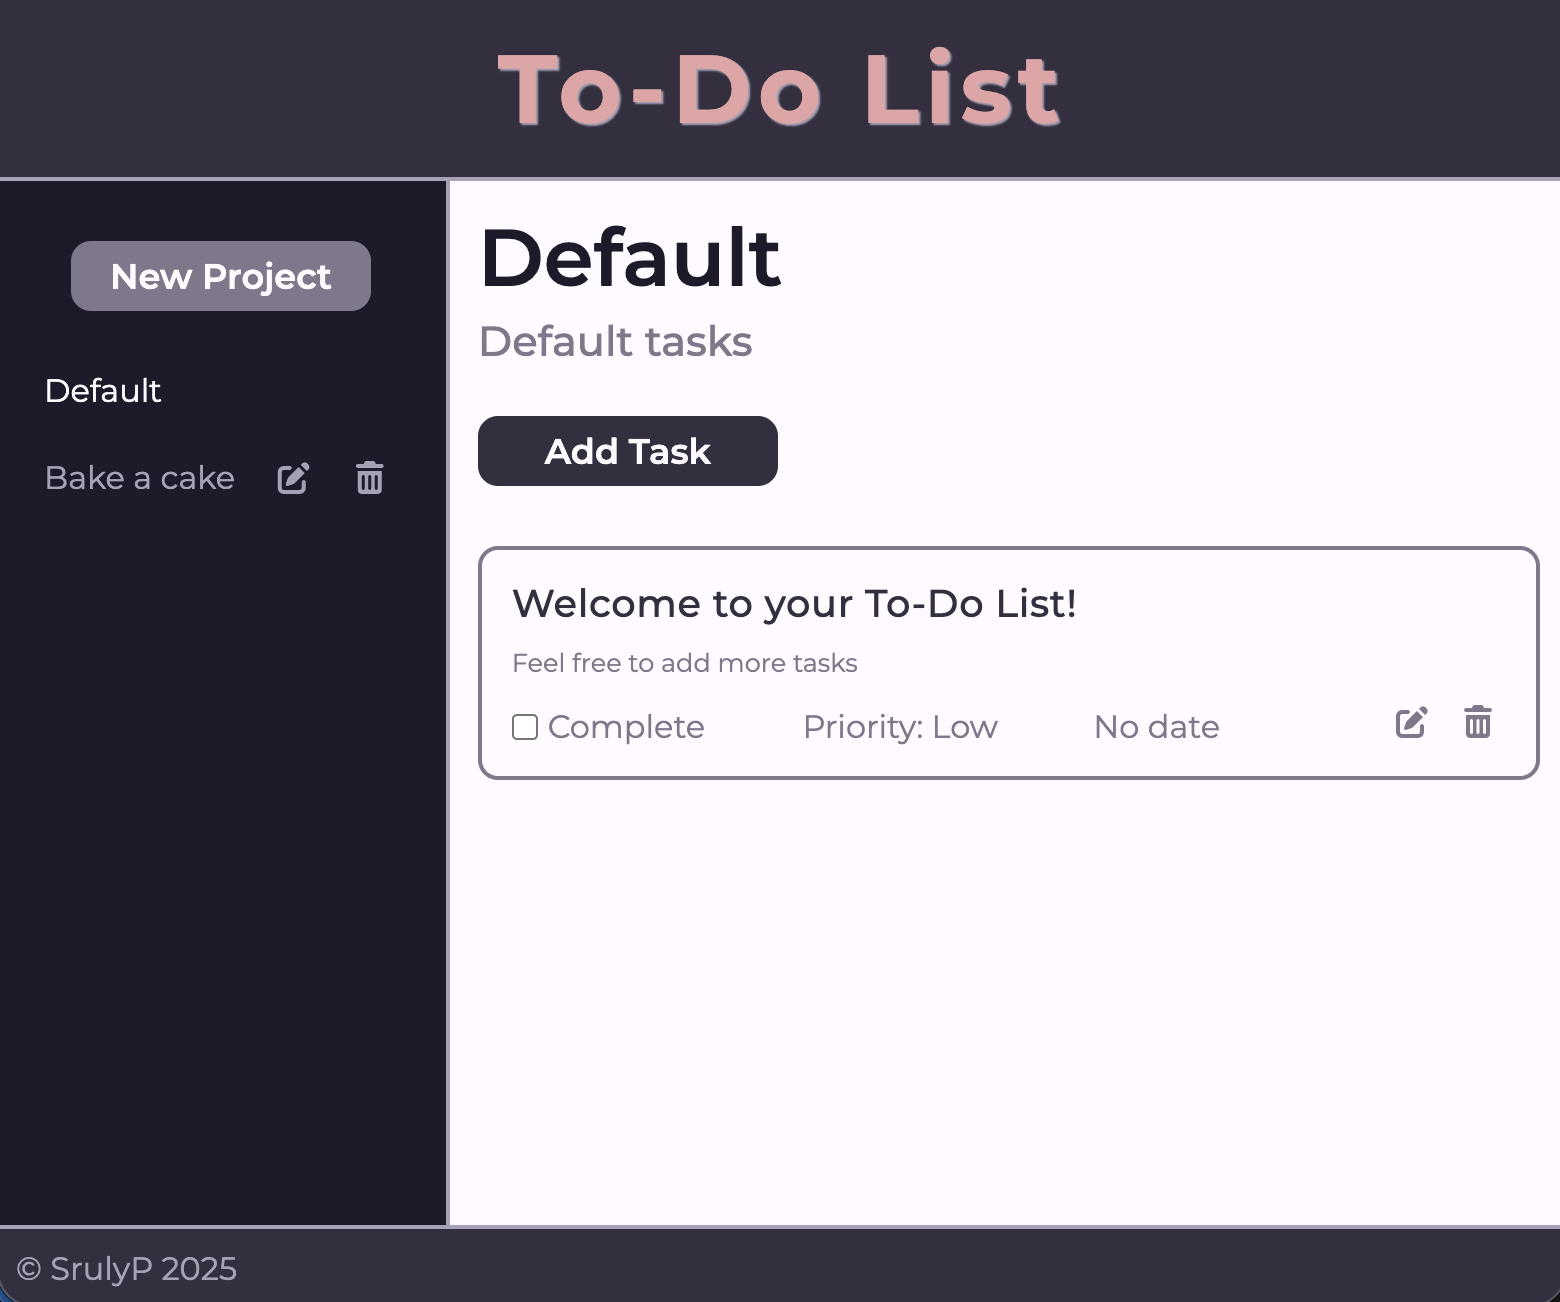 To-Do List
New Project
Default
Bake a cake
Default
Default tasks
Add Task
Welcome to your To-Do List!
Feel free to add more tasks
Complete Priority: Low No date
© SrulyP 2025